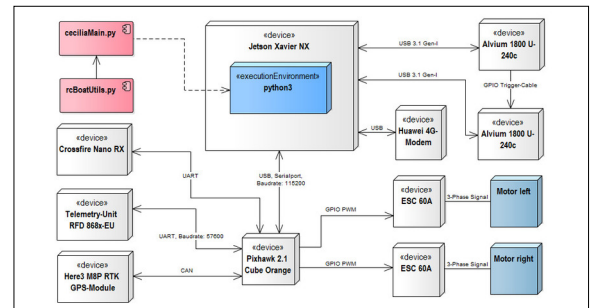 ceciliaMain.py
rcBoatUtils.py
«device»
Jetson Xavier NX
«executionEnvironment»
python3
USB 3.1 Gen-I
«device»
Alvium 1800 U-
240c
USB 3.1 Gen-I
GPIO Trigger-Cable
«device»
Alvium 1800 U-
240c
USB
«device»
Huawei 4G-
Modem
«device»
Crossfire Nano RX
UART
USB, Serialport,
Baudrate: 115200
«device»
Telemetry-Unit
RFD 868x-EU
UART, Baudrate: 57600
«device»
Here3 M8P RTK
GPS-Module
CAN
«device»
Pixhawk 2.1
Cube Orange
GPIO PWM
«device»
ESC 60A
3-Phase Signal
Motor left
GPIO PWM
«device»
ESC 60A
3-Phase Signal
Motor right